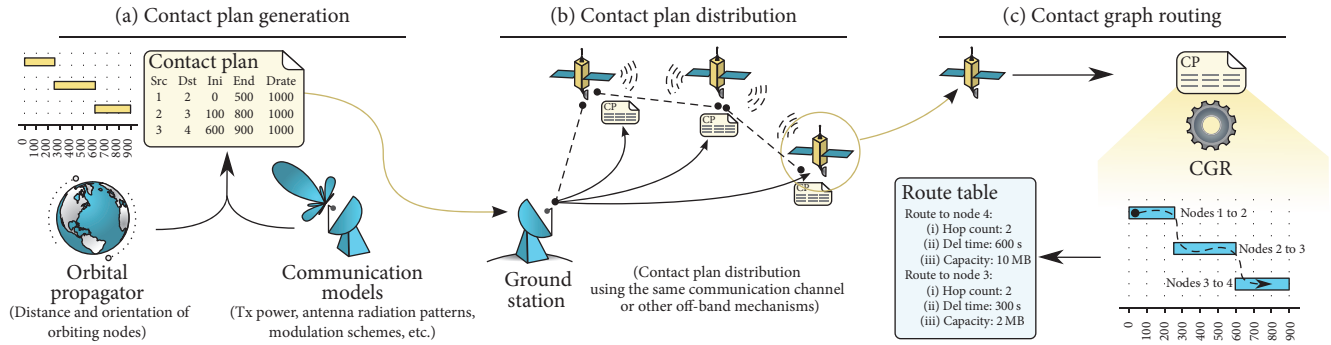 (a) Contact plan generation
Contact plan
Src Dst Ini End Drate
1 2 0 500 1000
2 3 100 800 1000
3 4 600 900 1000
0
100
200
300
400
500
600
700
800
900
Orbital
propagator
(Distance and orientation of
orbiting nodes)
Communication
models
(Tx power, antenna radiation patterns,
modulation schemes, etc.)
(b) Contact plan distribution
CP
CP
CP
Ground
station
(Contact plan distribution
using the same communication channel
or other off-band mechanisms)
(c) Contact graph routing
CP
CGR
Route table
Route to node 4:
(i) Hop count: 2
(ii) Del time: 600 s
(iii) Capacity: 10 MB
Route to node 3:
(i) Hop count: 2
(ii) Del time: 300 s
(iii) Capacity: 2 MB
Nodes 1 to 2
Nodes 2 to 3
Nodes 3 to 4
0
100
200
300
400
500
600
700
800
900